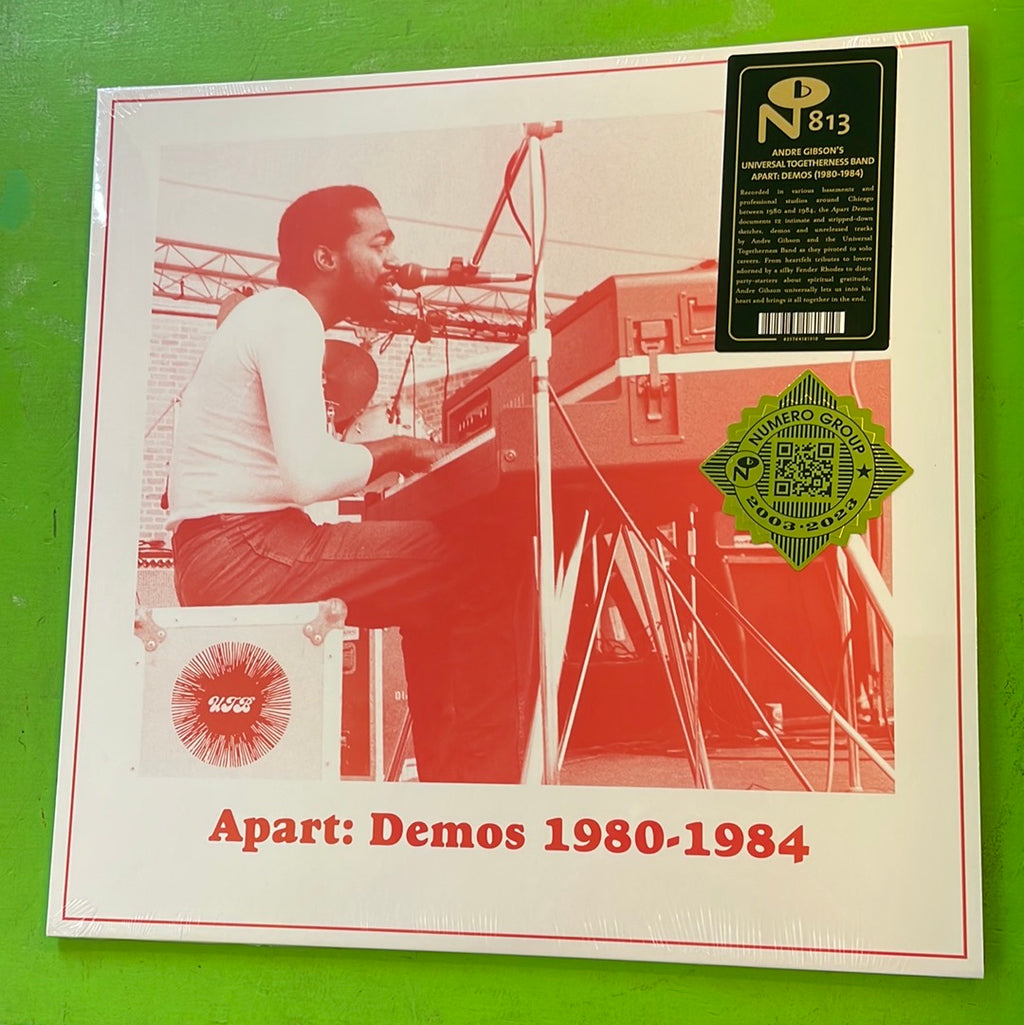 N 813
ANDRE GIBSON'S
UNIVERSAL TOGETHERNESS BAND
APART: DEMOS (1980-1984)
Recorded in various basements and
professional studios around Chicago
between 1980 and 1984, the Apart Demos
documents 12 intimate and stripped-down
sketches, demos and unreleased tracks
by Andre Gibson and the Universal
Togetherness Band as they pivoted to solo
careers. From heartfelt tributes to lovers
adorned by a silky Fender Rhodes to disco
party-starters about spiritual gratitude,
Andre Gibson universally lets us into his
heart and brings it all together in the end.
NUMERO GROUP
No
2003·2023
UTB
Apart: Demos 1980-1984